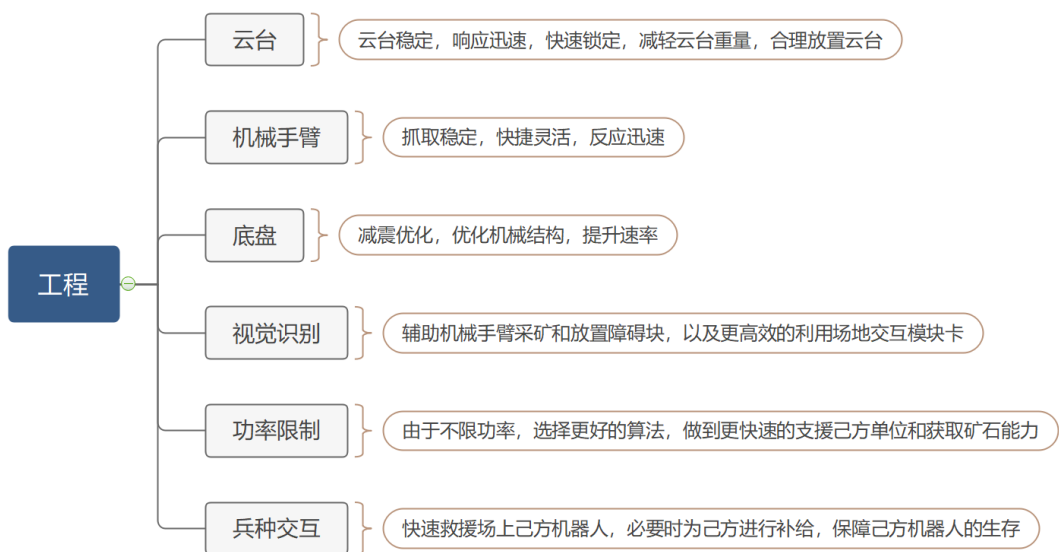 工程
云台
云台稳定，响应迅速，快速锁定，减轻云台重量，合理放置云台
机械手臂
抓取稳定，快捷灵活，反应迅速
底盘
减震优化，优化机械结构，提升速率
视觉识别
辅助机械手臂采矿和放置障碍块，以及更高效的利用场地交互模块卡
功率限制
由于不限功率，选择更好的算法，做到更快速的支援己方单位和获取矿石能力
兵种交互
快速救援场上己方机器人，必要时为己方进行补给，保障己方机器人的生存